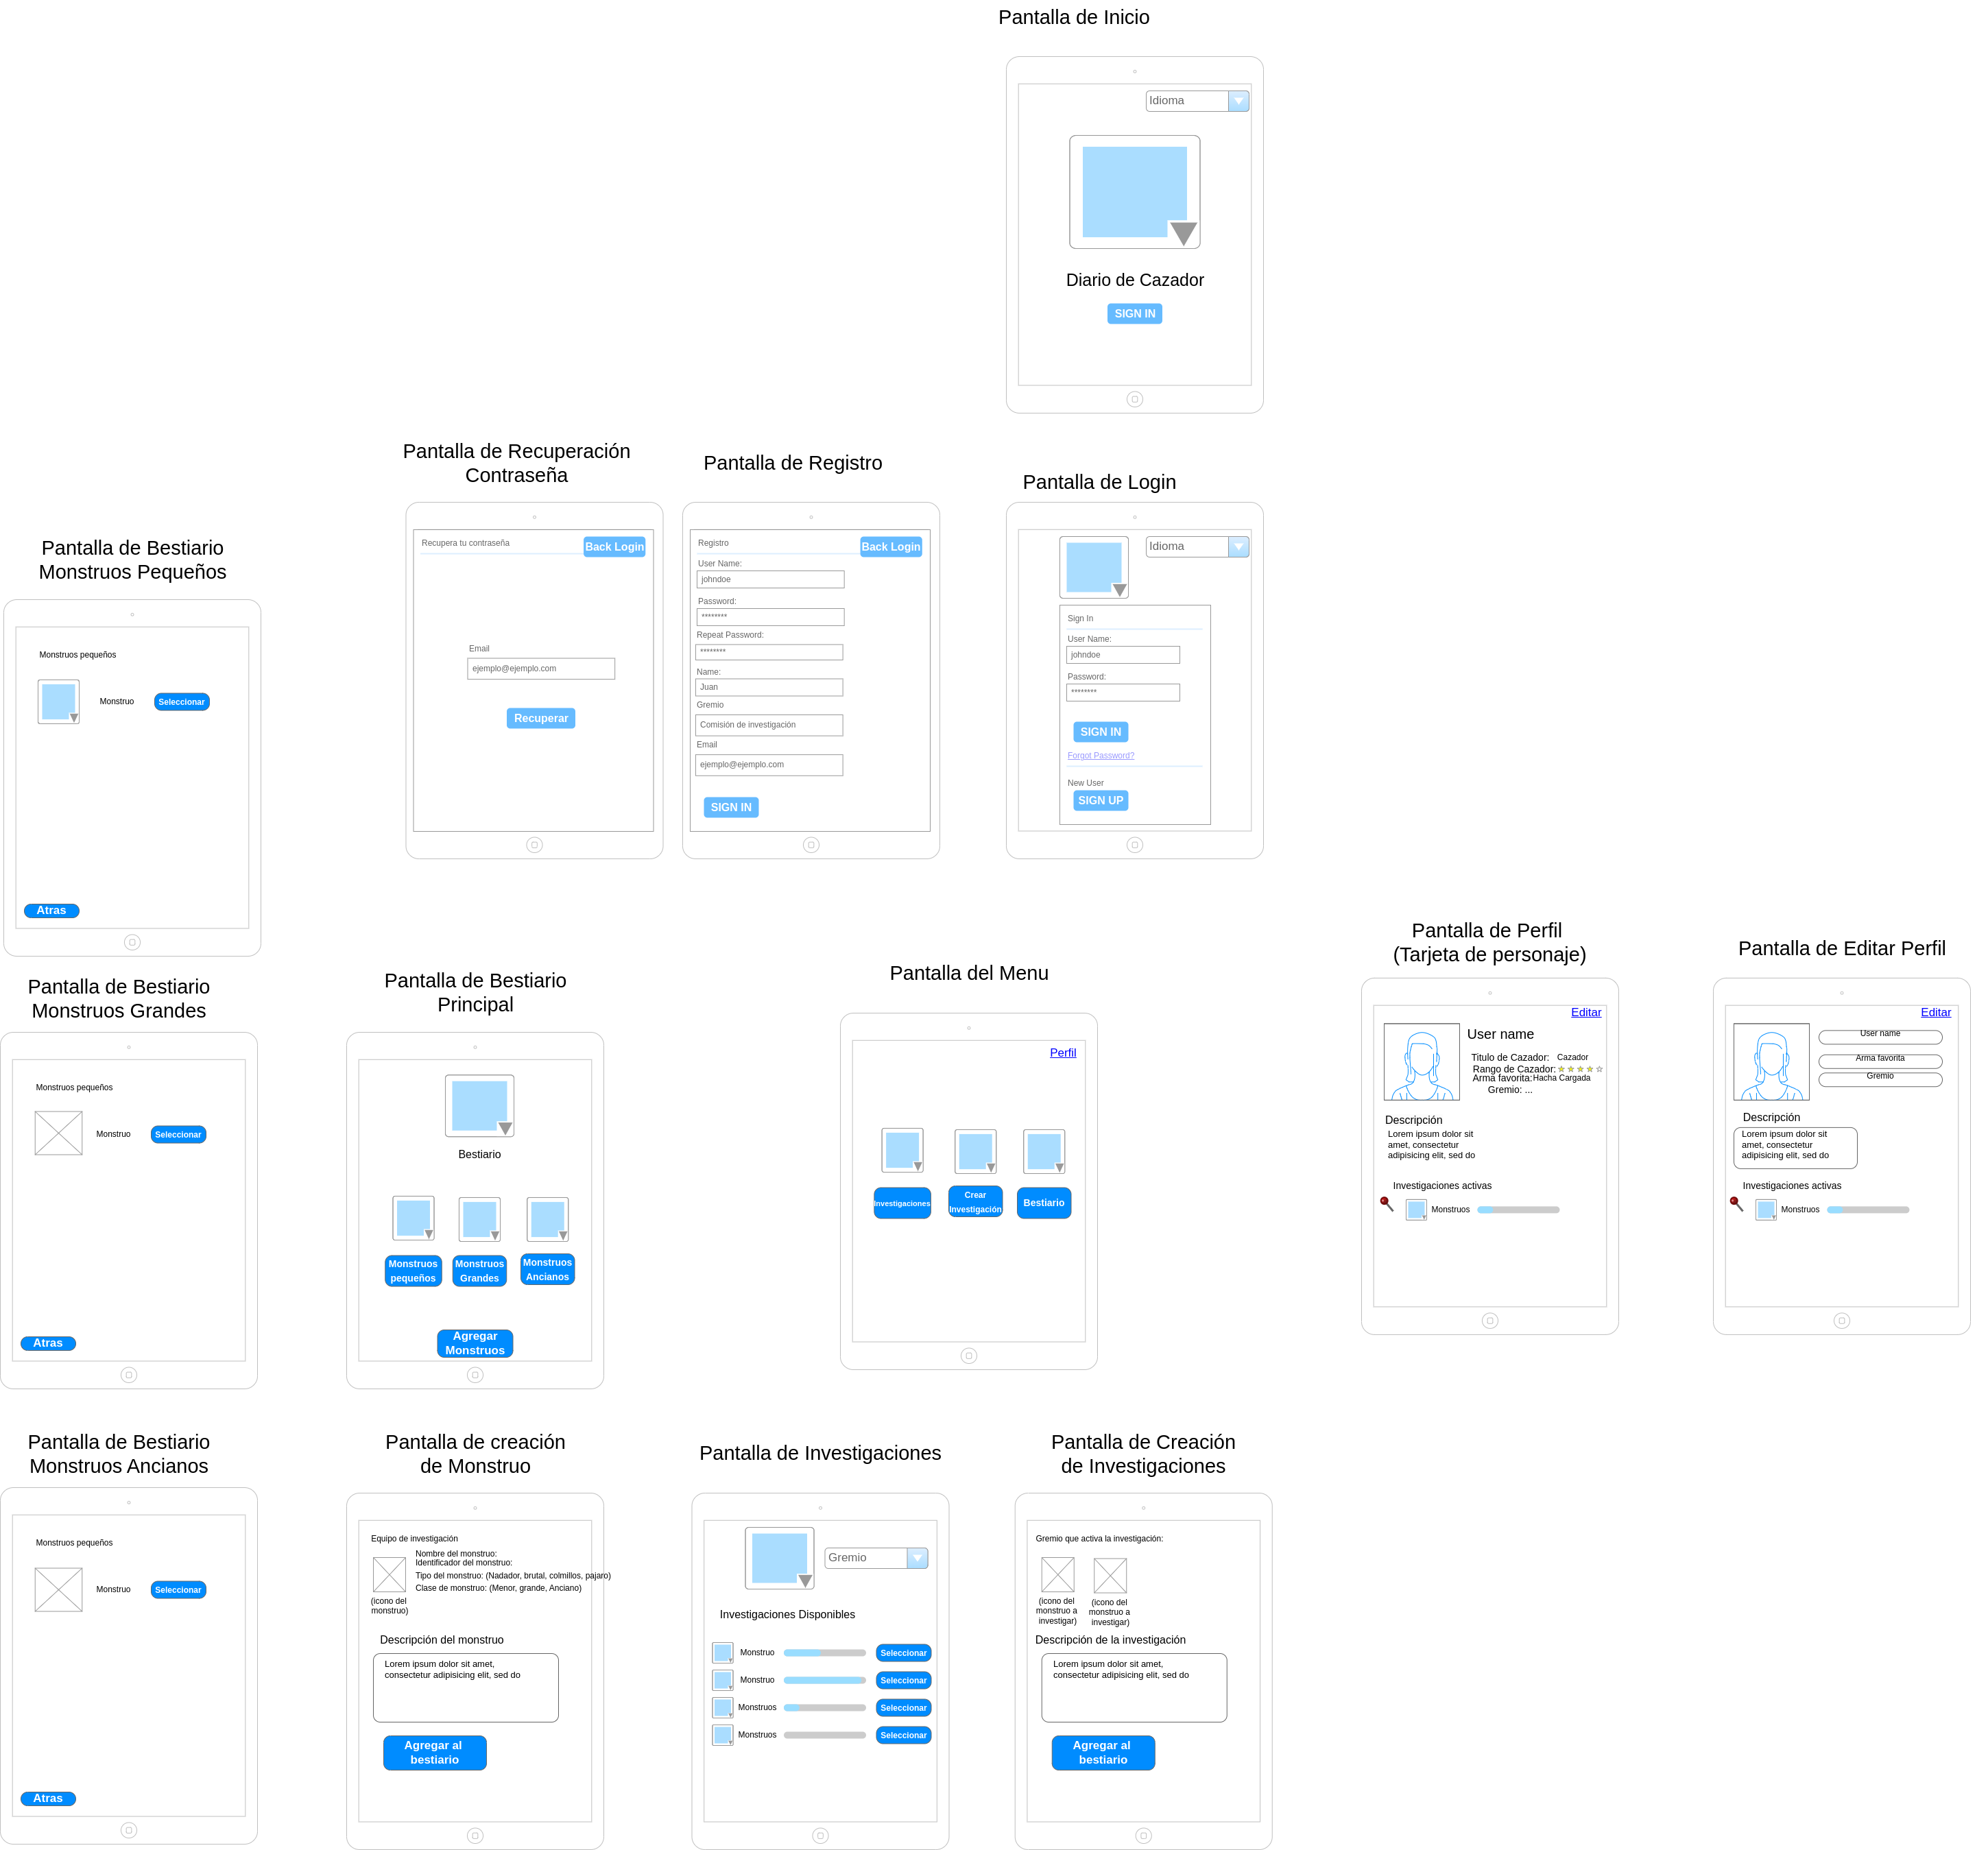 Pantalla de Inicio
Idioma
Diario de Cazador
SIGN IN
Pantalla de Recuperación
Contraseña
Recupera tu contraseña
Back Login
Email
ejemplo@ejemplo.com
Recuperar
Pantalla de Registro
Registro
Back Login
User Name:
johndoe
Password:
********
Repeat Password:
********
Name:
Juan
Gremio
Comisión de investigación
Email
ejemplo@ejemplo.com
SIGN IN
Pantalla de Login
Idioma
Sign In
User Name:
johndoe
Password:
********
SIGN IN
Forgot Password?
New User
SIGN UP
Pantalla de Bestiario
Monstruos Pequeños
Monstruos pequeños
Monstruo
Seleccionar
Atras
Pantalla de Bestiario
Monstruos Grandes
Monstruos pequeños
Monstruo
Seleccionar
Atras
Pantalla de Bestiario
Principal
Bestiario
Monstruos
pequeños
Monstruos
Grandes
Monstruos
Ancianos
Agregar
Monstruos
Pantalla del Menu
Perfil
Investigaciones
Crear
Investigación
Bestiario
Pantalla de Perfil
(Tarjeta de personaje)
Editar
User name
Titulo de Cazador: Cazador
Rango de Cazador:
Arma favorita: Hacha Cargada
Gremio: ...
Descripción
Lorem ipsum dolor sit
amet, consectetur
adipisicing elit, sed do
Investigaciones activas
Monstruos
Pantalla de Editar Perfil
Editar
User name
Arma favorita
Gremio
Descripción
Lorem ipsum dolor sit
amet, consectetur
adipisicing elit, sed do
Investigaciones activas
Monstruos
Pantalla de Bestiario
Monstruos Ancianos
Monstruos pequeños
Monstruo
Seleccionar
Atras
Pantalla de creación
de Monstruo
Equipo de investigación
Nombre del monstruo:
Identificador del monstruo:
Tipo del monstruo: (Nadador, brutal, colmillos, pajaro)
Clase de monstruo: (Menor, grande, Anciano)
(icono del
monstruo)
Descripción del monstruo
Lorem ipsum dolor sit amet,
consectetur adipisicing elit, sed do
Agregar al
bestiario
Pantalla de Investigaciones
Gremio
Investigaciones Disponibles
Monstruo
Seleccionar
Monstruo
Seleccionar
Monstruos
Seleccionar
Monstruos
Seleccionar
Pantalla de Creación
de Investigaciones
Gremio que activa la investigación:
(icono del
monstruo a
investigar)
(icono del
monstruo a
investigar)
Descripción de la investigación
Lorem ipsum dolor sit amet,
consectetur adipisicing elit, sed do
Agregar al
bestiario